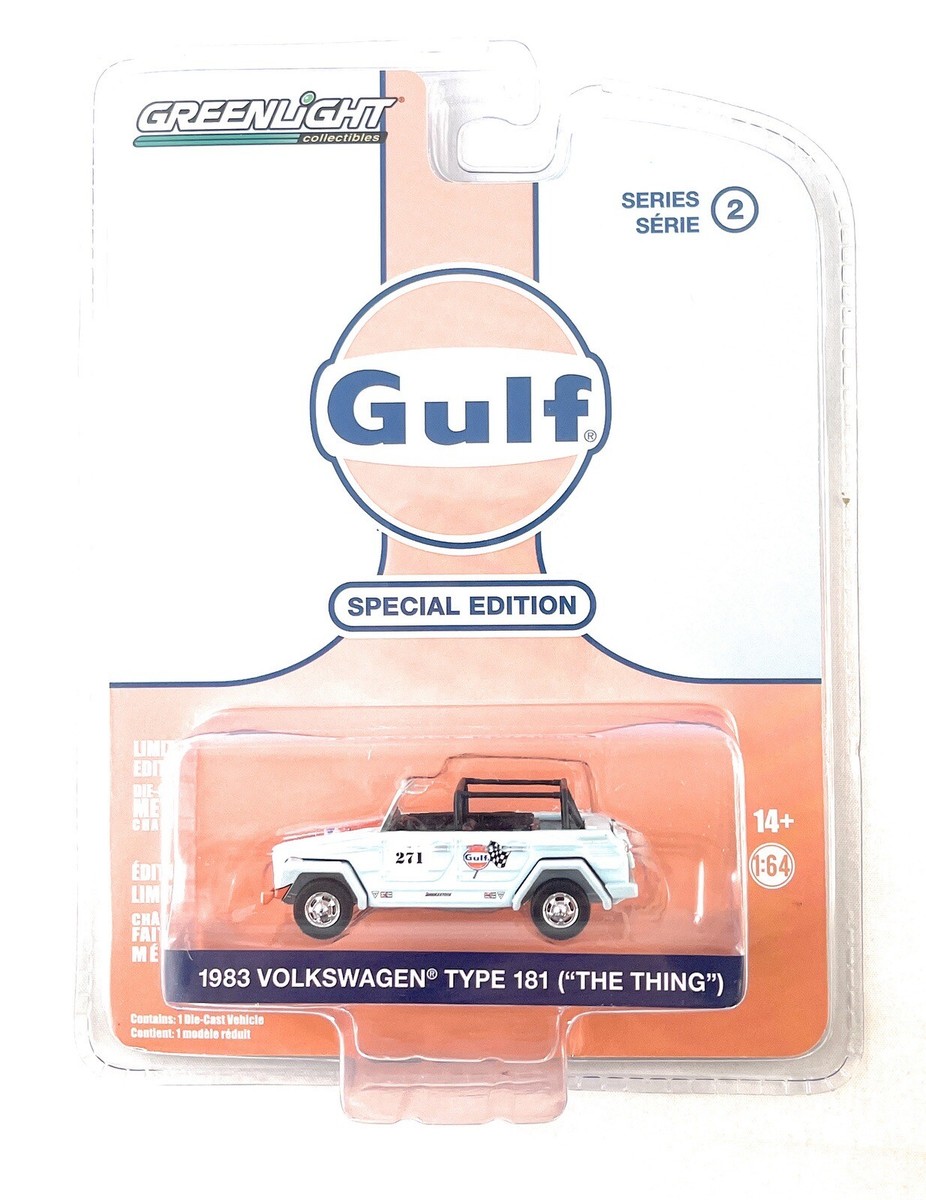 GREENLIGHT
collectibles
SERIES
SÉRIE
2
Gulf®
SPECIAL EDITION
14+
1:64
271
Gulf
1983 VOLKSWAGEN® TYPE 181 ("THE THING")
Contains: 1 Die-Cast Vehicle
Contient: 1 modèle réduit